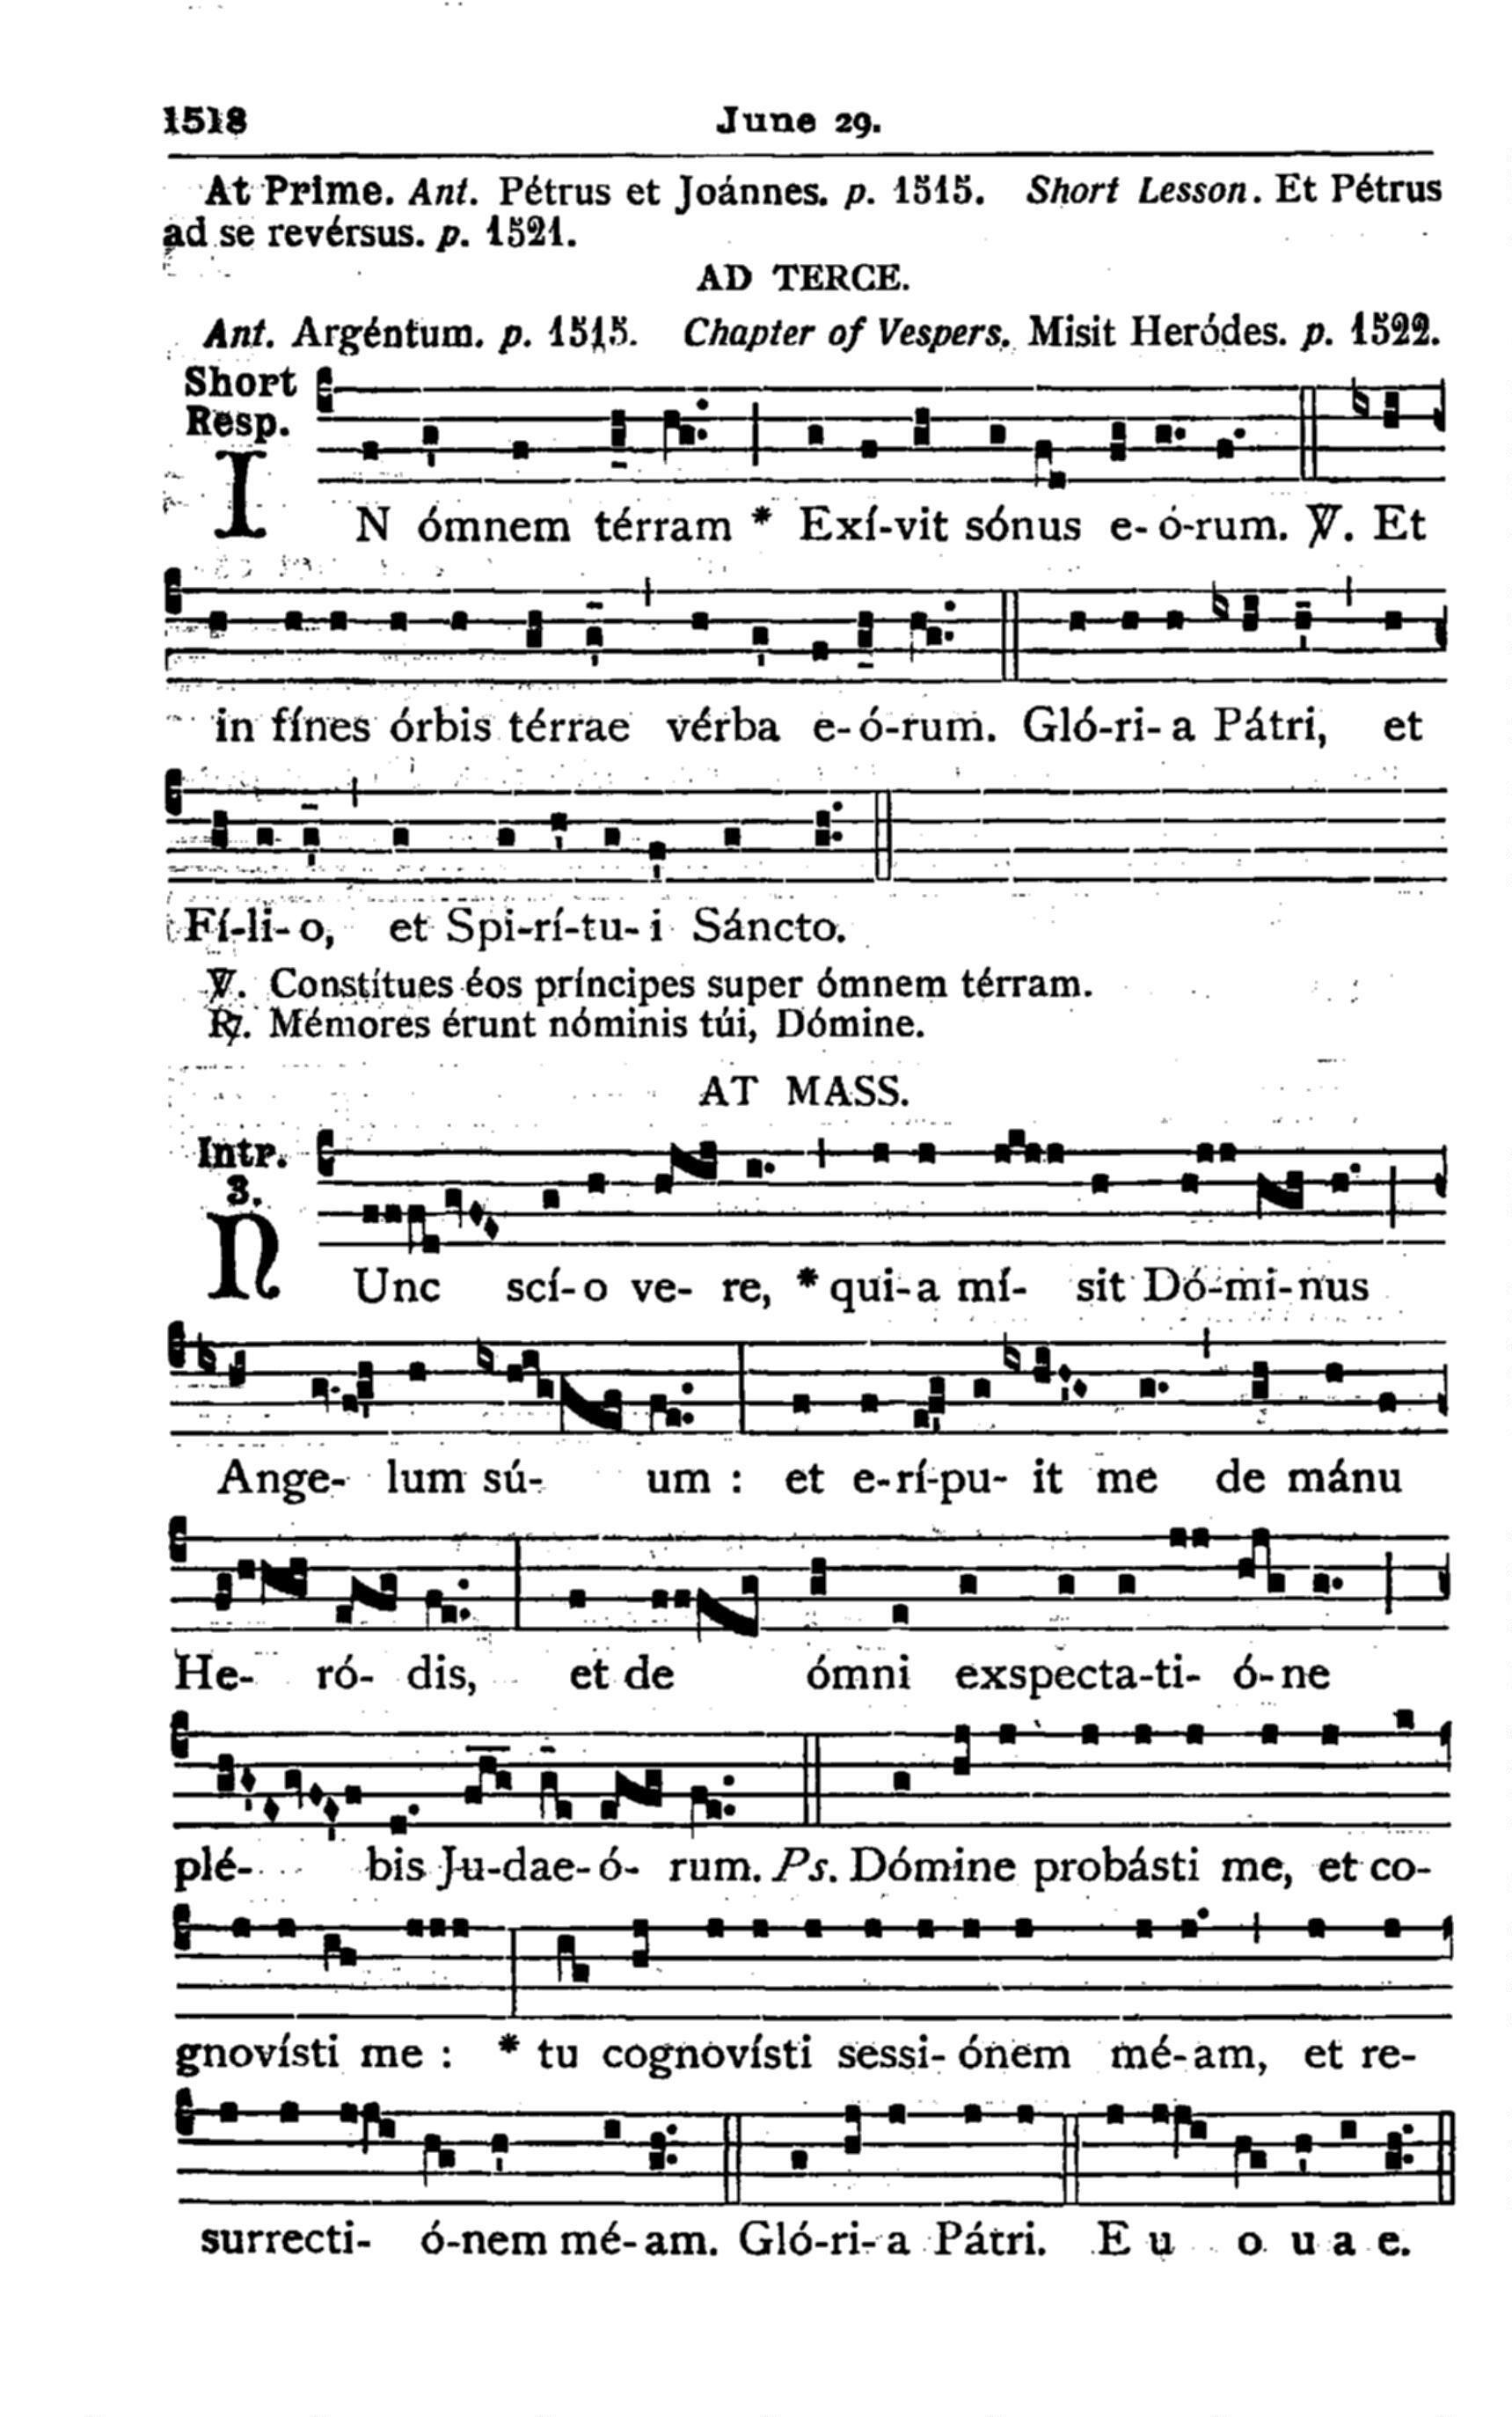 1518 June 29.
At Prime. Ant. Pétrus et Joánnes. p. 1515. Short Lesson. Et Pétrus
ad se revérsus. p. 1521.
AD TERCE.
Ant. Argéntum. p. 1515. Chapter of Vespers. Misit Heródes. p. 1522.
Short
Resp.
IN ómnem térram * Exí-vit sónus e- ó-rum. ℣. Et
in fínes órbis térrae vérba e- ó-rum. Gló-ri- a Pátri, et
Fí-li- o, et Spi-rí-tu- i Sáncto.
℣. Constítues éos príncipes super ómnem térram.
℟. Mémores érunt nóminis túi, Dómine.
AT MASS.
Intr.
3.
NUnc scí- o ve- re, * qui- a mí- sit Dó-mi-nus
Ange- lum sú- um : et e-rí-pu- it me de mánu
He- ró- dis, et de ómni exspecta-ti- ó-ne
plé- bis Ju-dae- ó- rum. Ps. Dómine probásti me, et co-
gnovísti me : * tu cognovísti sessi- ónem mé- am, et re-
surrecti- ó-nem mé- am. Gló-ri- a Pátri. E u o u a e.